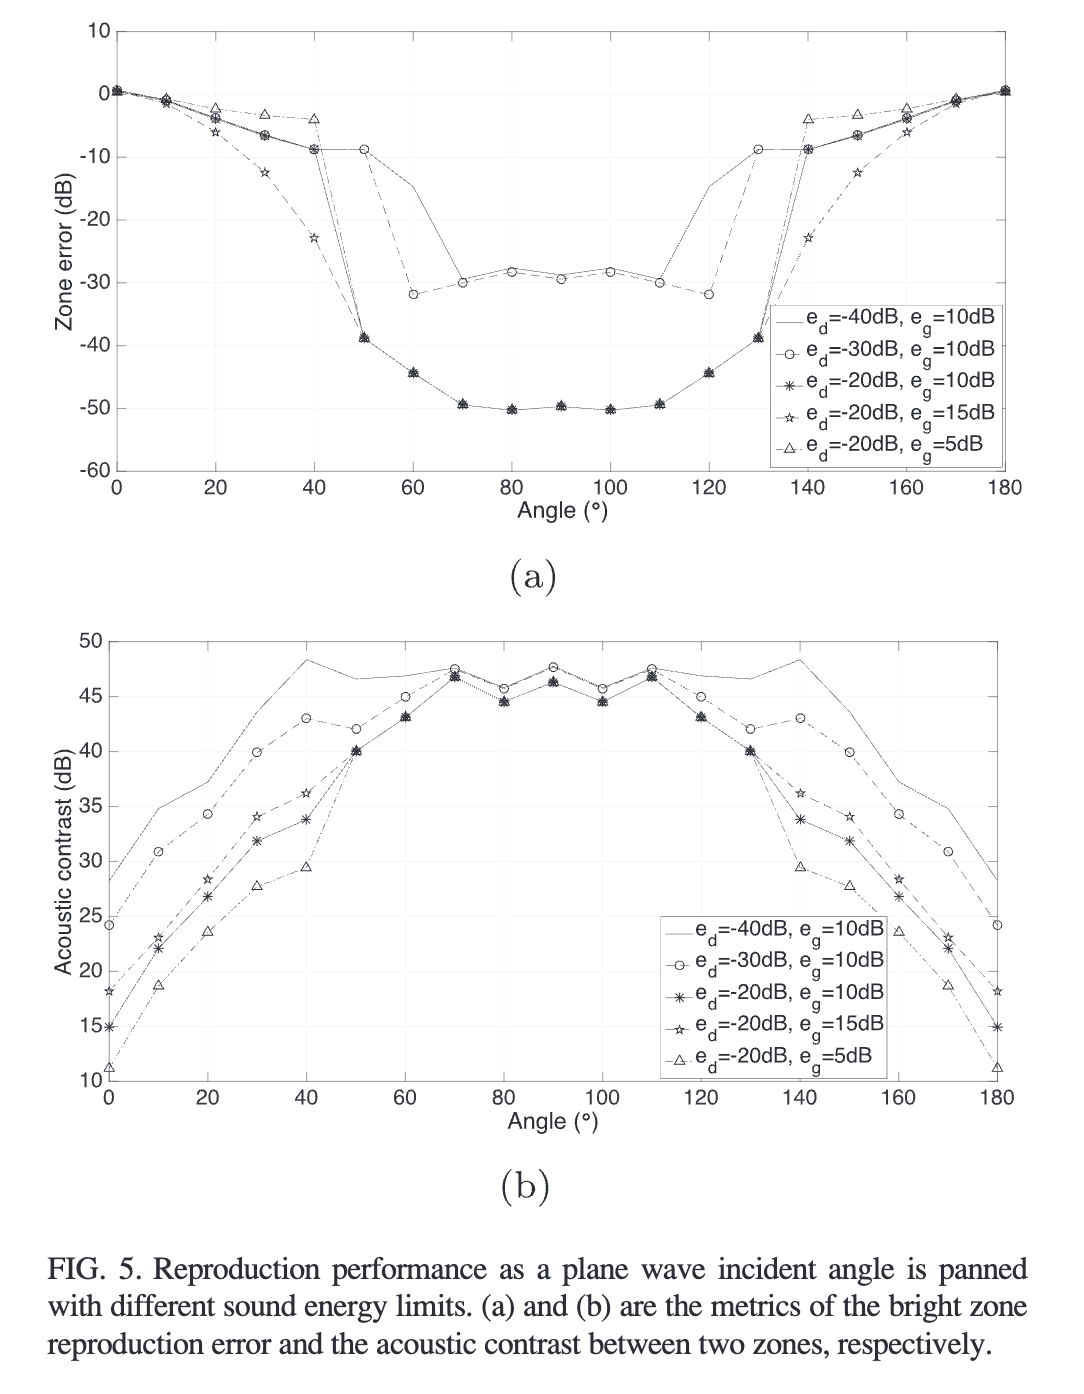 10
0
-10
-20
-30
-40
-50
-60
Zone error (dB)
0 20 40 60 80 100 120 140 160 180
Angle (°)
e_d=-40dB, e_g=10dB
e_d=-30dB, e_g=10dB
e_d=-20dB, e_g=10dB
e_d=-20dB, e_g=15dB
e_d=-20dB, e_g=5dB
(a)
50
45
40
35
30
25
20
15
10
Acoustic contrast (dB)
0 20 40 60 80 100 120 140 160 180
Angle (°)
e_d=-40dB, e_g=10dB
e_d=-30dB, e_g=10dB
e_d=-20dB, e_g=10dB
e_d=-20dB, e_g=15dB
e_d=-20dB, e_g=5dB
(b)
FIG. 5. Reproduction performance as a plane wave incident angle is panned
with different sound energy limits. (a) and (b) are the metrics of the bright zone
reproduction error and the acoustic contrast between two zones, respectively.